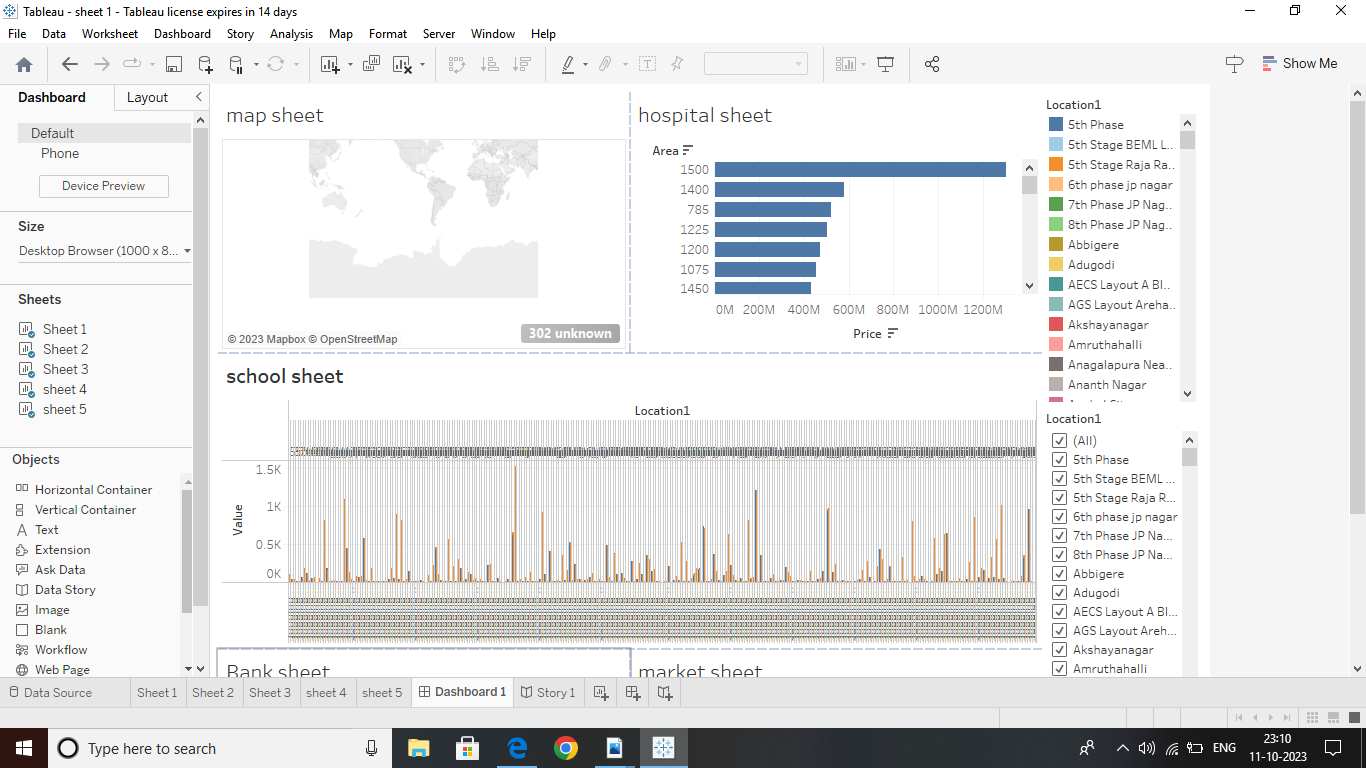 Tableau - sheet 1 - Tableau license expires in 14 days
File Data Worksheet Dashboard Story Analysis Map Format Server Window Help
Show Me
Dashboard Layout
Default
Phone
Device Preview
Size
Desktop Browser (1000 x 8...
Sheets
Sheet 1
Sheet 2
Sheet 3
sheet 4
sheet 5
Objects
Horizontal Container
Vertical Container
Text
Extension
Ask Data
Data Story
Image
Blank
Workflow
Web Page
map sheet
302 unknown
© 2023 Mapbox © OpenStreetMap
hospital sheet
Area
1500
1400
785
1225
1200
1075
1450
0M 200M 400M 600M 800M 1000M 1200M
Price
school sheet
Location1
1.5K
1K
0.5K
0K
Value
Bank sheet
market sheet
Location1
5th Phase
5th Stage BEML L..
5th Stage Raja Ra..
6th phase jp nagar
7th Phase JP Nag..
8th Phase JP Nag..
Abbigere
Adugodi
AECS Layout A Bl..
AGS Layout Areha..
Akshayanagar
Amruthahalli
Anagalapura Nea..
Ananth Nagar
Location1
(All)
5th Phase
5th Stage BEML ...
5th Stage Raja R...
6th phase jp nagar
7th Phase JP Na...
8th Phase JP Na...
Abbigere
Adugodi
AECS Layout A Bl...
AGS Layout Areh...
Akshayanagar
Amruthahalli
Data Source Sheet 1 Sheet 2 Sheet 3 sheet 4 sheet 5 Dashboard 1 Story 1
Type here to search
ENG
23:10
11-10-2023